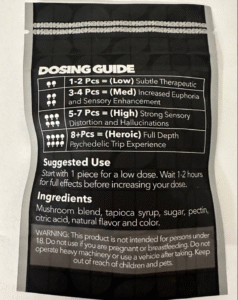 DOSING GUIDE
1-2 Pcs = (Low) Subtle Therapeutic
3-4 Pcs = (Med) Increased Euphoria
and Sensory Enhancement
5-7 Pcs = (High) Strong Sensory
Distortion and Hallucinations
8+Pcs = (Heroic) Full Depth
Psychedelic Trip Experience
Suggested Use
Start with 1 piece for a low dose. Wait 1-2 hours
for full effects before increasing your dose.
Ingredients
Mushroom blend, tapioca syrup, sugar, pectin,
citric acid, natural flavor and color.
WARNING: This product is not intended for persons under
18. Do not use if you are pregnant or breastfeeding. Do not
operate heavy machinery or use a vehicle after taking. Keep
out of reach of children and pets.